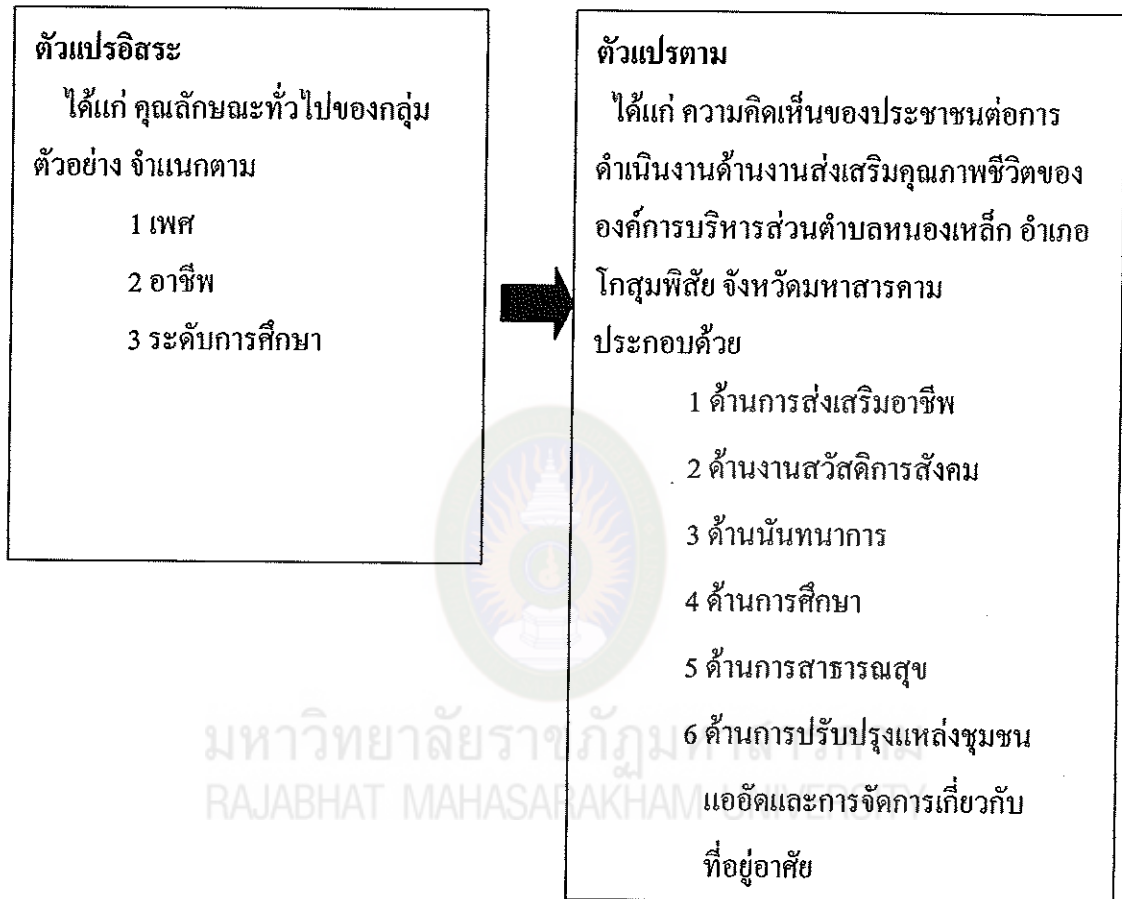 ตัวแปรอิสระ
ได้แก่ คุณลักษณะทั่วไปของกลุ่ม
ตัวอย่าง จำแนกตาม
1 เพศ
2 อาชีพ
3 ระดับการศึกษา
ตัวแปรตาม
ได้แก่ ความคิดเห็นของประชาชนต่อการ
ดำเนินงานด้านงานส่งเสริมคุณภาพชีวิตของ
องค์การบริหารส่วนตำบลหนองเหล็ก อำเภอ
โกสุมพิสัย จังหวัดมหาสารคาม
ประกอบด้วย
1 ด้านการส่งเสริมอาชีพ
2 ด้านงานสวัสดิการสังคม
3 ด้านนันทนาการ
4 ด้านการศึกษา
5 ด้านการสาธารณสุข
6 ด้านการปรับปรุงแหล่งชุมชน
แออัดและการจัดการเกี่ยวกับ
ที่อยู่อาศัย
มหาวิทยาลัยราชภัฏมหาสารคาม
RAJABHAT MAHASARAKHAM UNIVERSITY